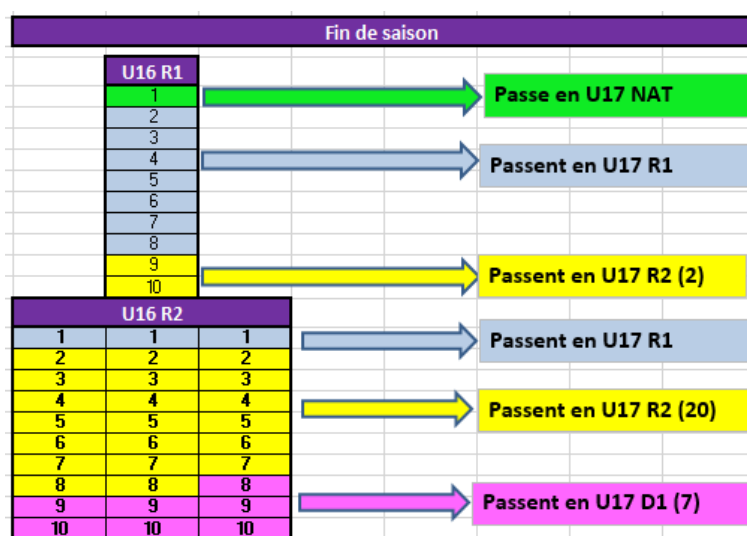 Fin de saison
U16 R1
1 Passe en U17 NAT
2
3
4 Passent en U17 R1
5
6
7
8
9 Passent en U17 R2 (2)
10
U16 R2
1 1 1 Passent en U17 R1
2 2 2
3 3 3
4 4 4 Passent en U17 R2 (20)
5 5 5
6 6 6
7 7 7
8 8 8
9 9 9 Passent en U17 D1 (7)
10 10 10